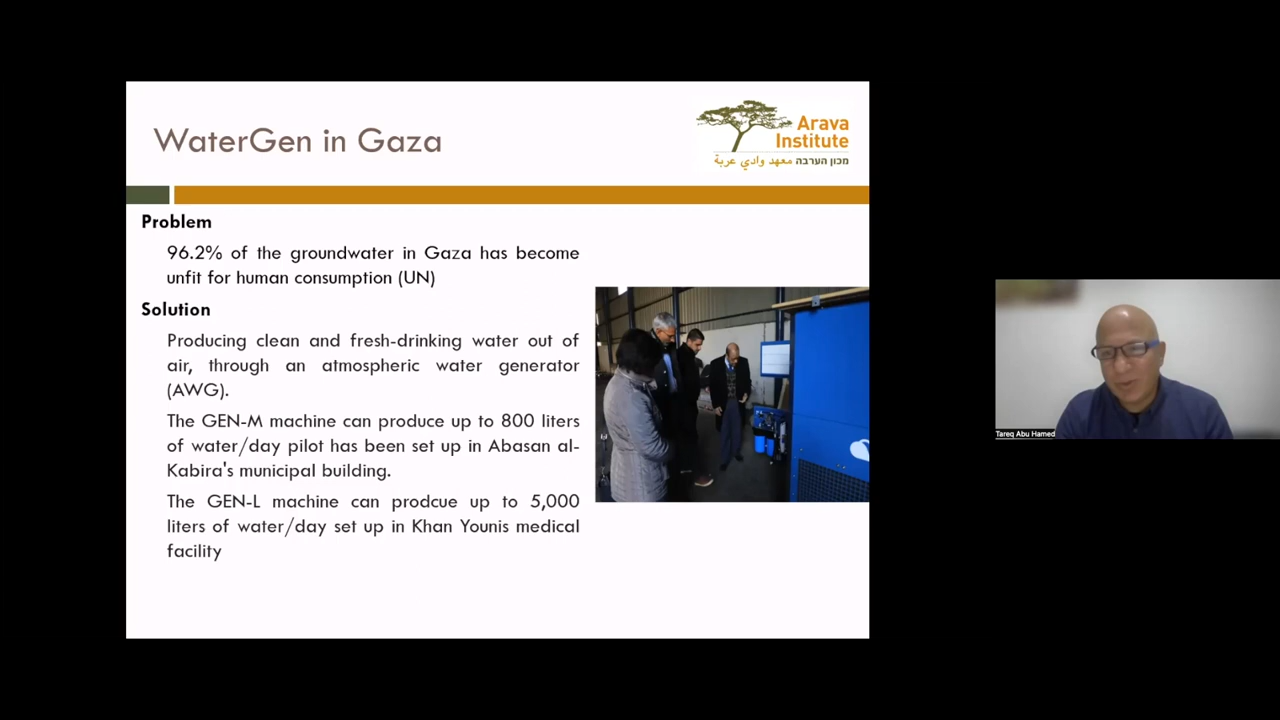 WaterGen in Gaza
Arava
Institute
معهد وادي عربة מכון הערבה
Problem
96.2% of the groundwater in Gaza has become
unfit for human consumption (UN)
Solution
Producing clean and fresh-drinking water out of
air, through an atmospheric water generator
(AWG).
The GEN-M machine can produce up to 800 liters
of water/day pilot has been set up in Abasan al-
Kabira's municipal building.
The GEN-L machine can prodcue up to 5,000
liters of water/day set up in Khan Younis medical
facility
Tareq Abu Hamed